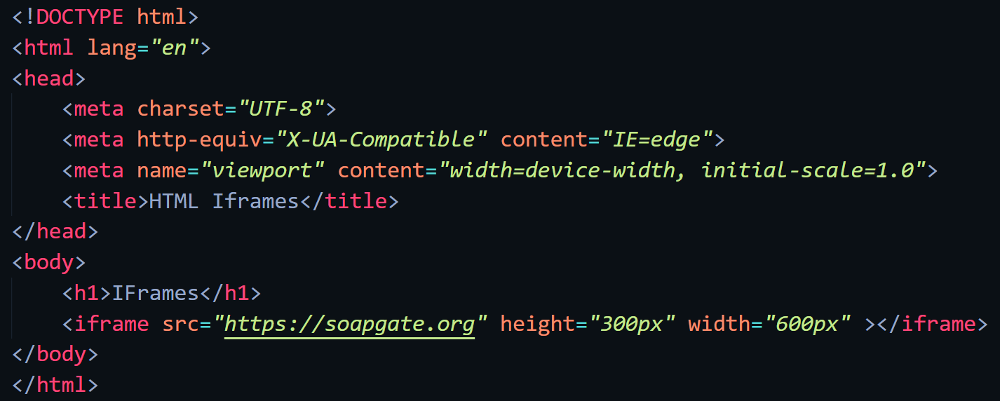 <!DOCTYPE html>
<html lang="en">
<head>
    <meta charset="UTF-8">
    <meta http-equiv="X-UA-Compatible" content="IE=edge">
    <meta name="viewport" content="width=device-width, initial-scale=1.0">
    <title>HTML Iframes</title>
</head>
<body>
    <h1>IFrames</h1>
    <iframe src="https://soapgate.org" height="300px" width="600px" ></iframe>
</body>
</html>